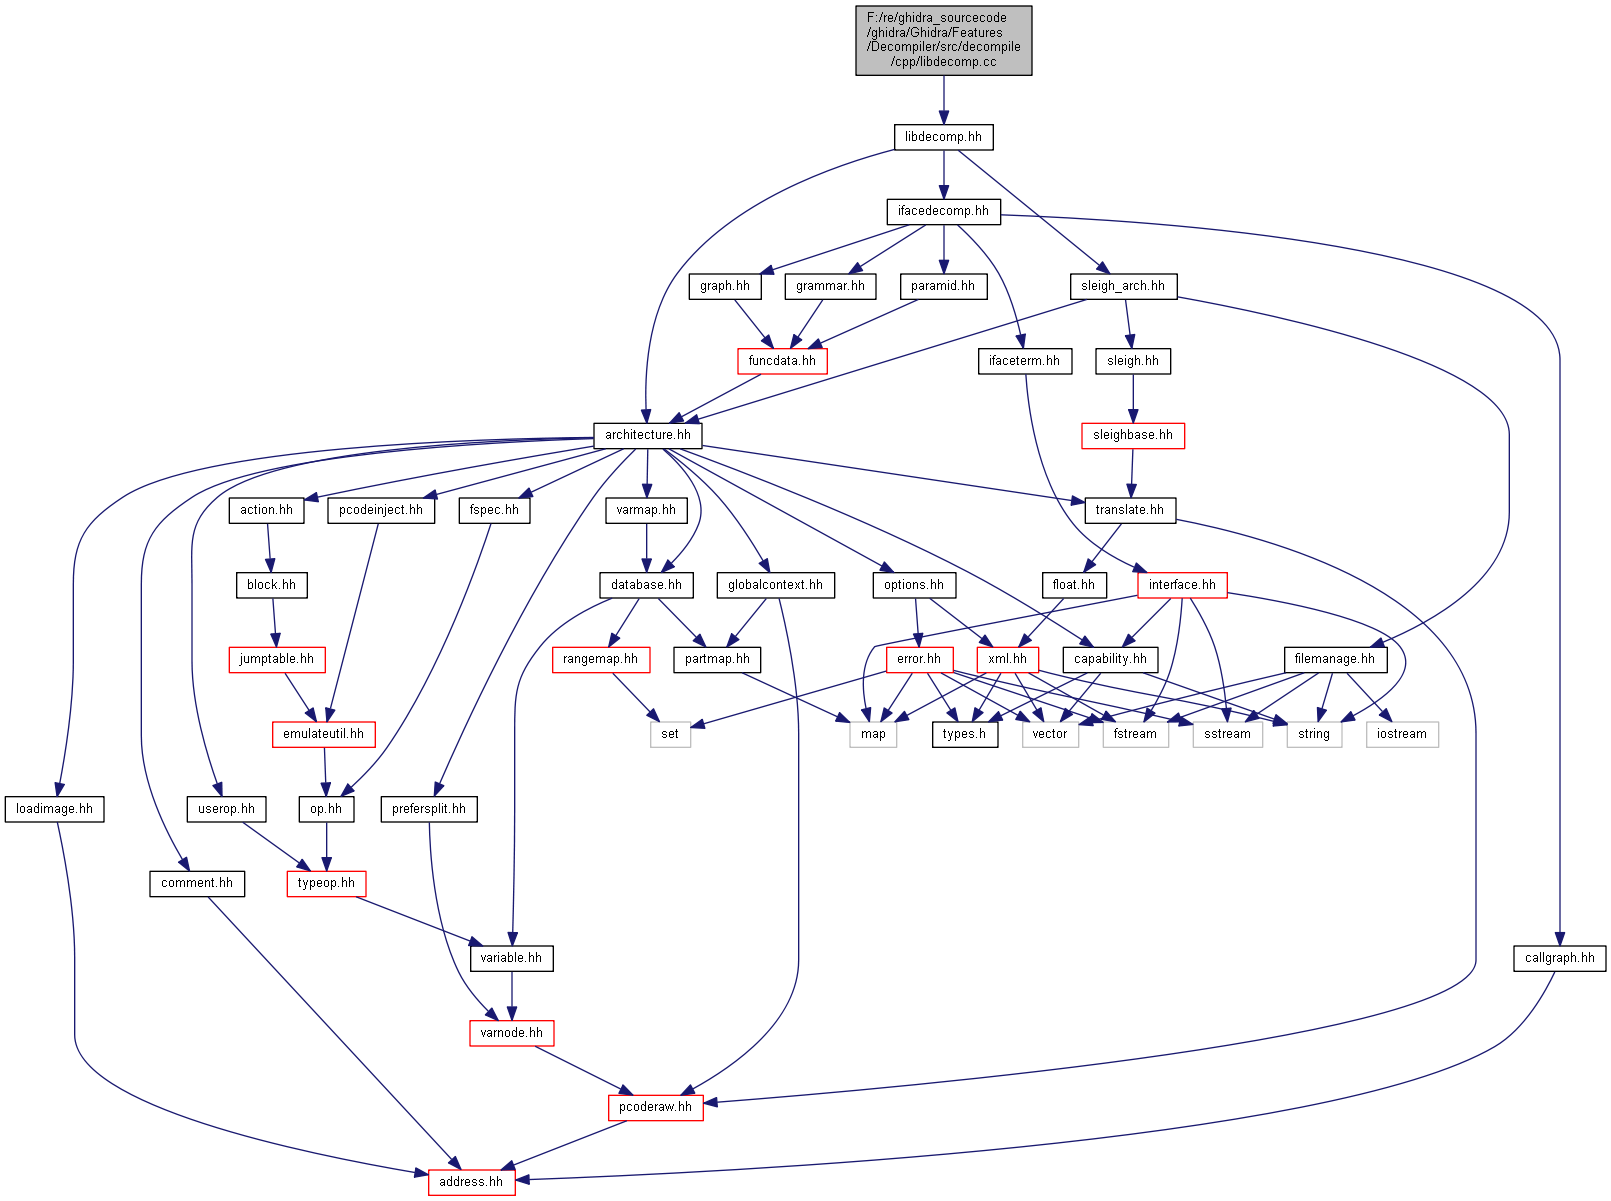 F:/re/ghidra_sourcecode
/ghidra/Ghidra/Features
/Decompiler/src/decompile
/cpp/libdecomp.cc
libdecomp.hh
ifacedecomp.hh
graph.hh
grammar.hh
paramid.hh
sleigh_arch.hh
funcdata.hh
ifaceterm.hh
sleigh.hh
architecture.hh
sleighbase.hh
action.hh
pcodeinject.hh
fspec.hh
varmap.hh
translate.hh
block.hh
database.hh
globalcontext.hh
options.hh
float.hh
interface.hh
jumptable.hh
rangemap.hh
partmap.hh
error.hh
xml.hh
capability.hh
filemanage.hh
emulateutil.hh
set
map
types.h
vector
fstream
sstream
string
iostream
loadimage.hh
userop.hh
op.hh
prefersplit.hh
comment.hh
typeop.hh
variable.hh
callgraph.hh
varnode.hh
pcoderaw.hh
address.hh